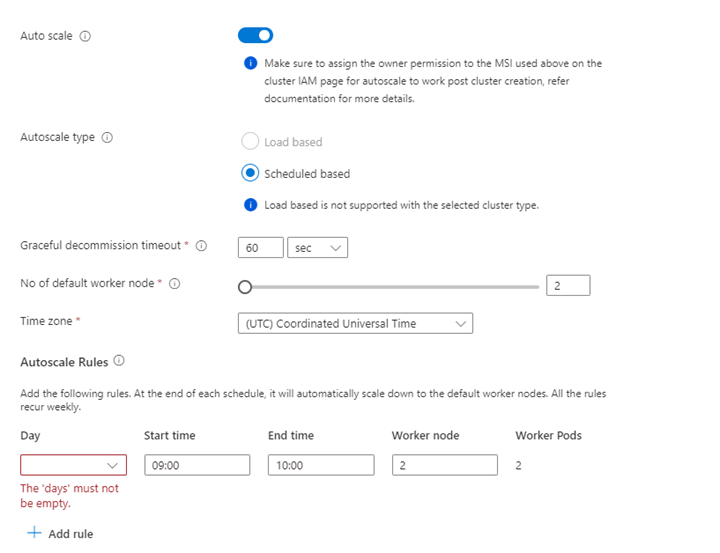 Auto scale
Make sure to assign the owner permission to the MSI used above on the
cluster IAM page for autoscale to work post cluster creation, refer
documentation for more details.
Autoscale type
Load based
Scheduled based
Load based is not supported with the selected cluster type.
Graceful decommission timeout * 60 sec
No of default worker node * 2
Time zone * (UTC) Coordinated Universal Time
Autoscale Rules
Add the following rules. At the end of each schedule, it will automatically scale down to the default worker nodes. All the rules
recur weekly.
Day Start time End time Worker node Worker Pods
09:00 10:00 2 2
The 'days' must not
be empty.
+ Add rule